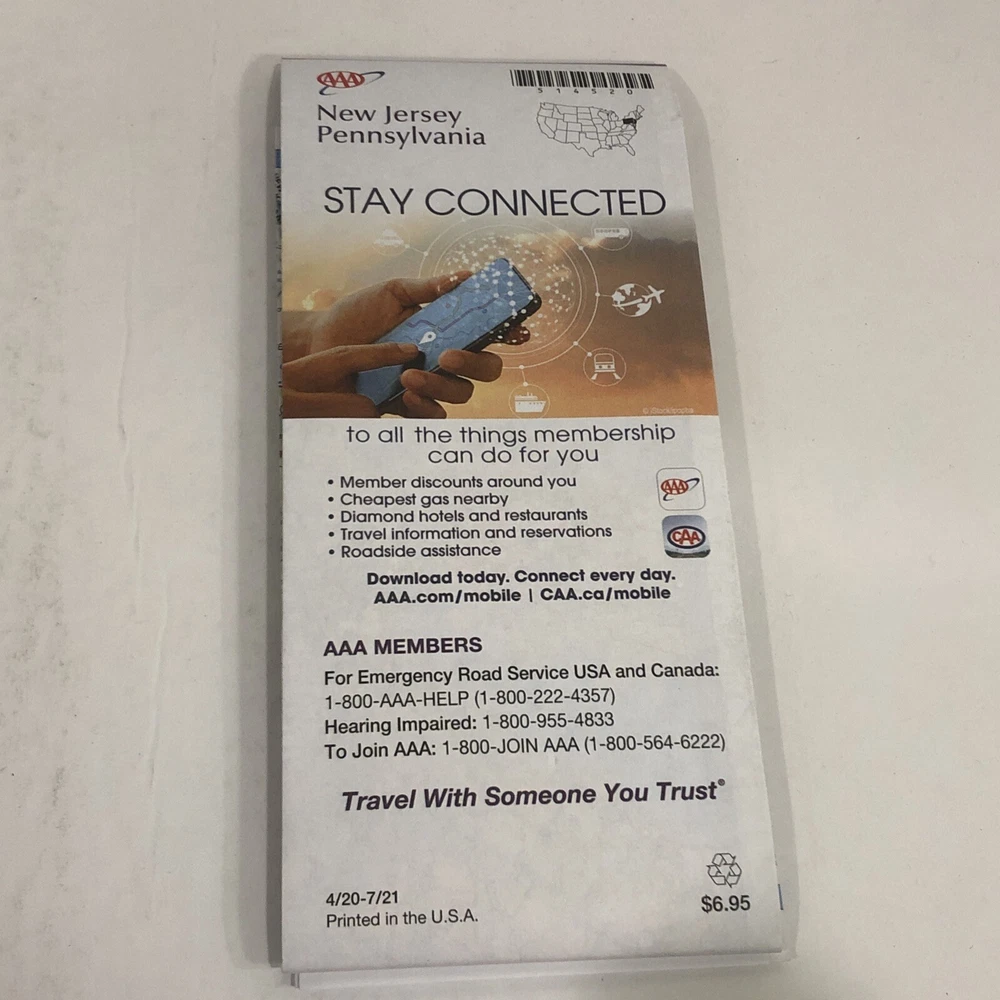 AAA
514520
New Jersey
Pennsylvania
STAY CONNECTED
to all the things membership
can do for you
• Member discounts around you
• Cheapest gas nearby
• Diamond hotels and restaurants
• Travel information and reservations
• Roadside assistance
AAA
CAA
Download today. Connect every day.
AAA.com/mobile | CAA.ca/mobile
AAA MEMBERS
For Emergency Road Service USA and Canada:
1-800-AAA-HELP (1-800-222-4357)
Hearing Impaired: 1-800-955-4833
To Join AAA: 1-800-JOIN AAA (1-800-564-6222)
Travel With Someone You Trust®
4/20-7/21
Printed in the U.S.A.
$6.95